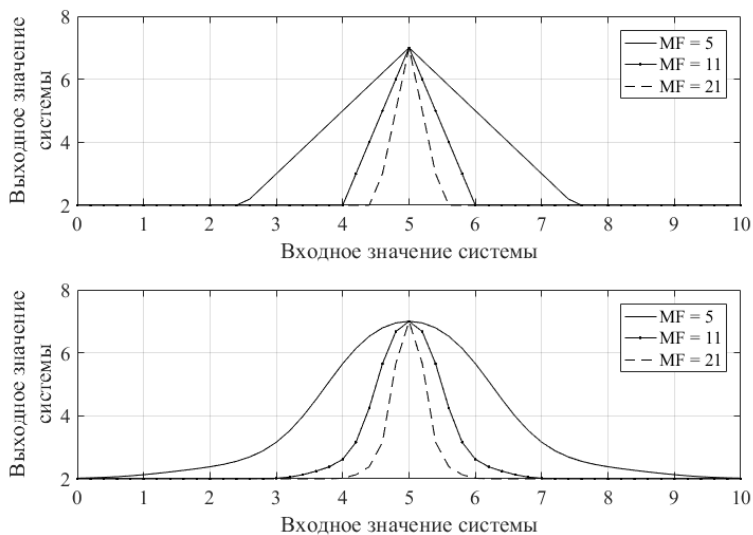 Выходное значение
системы
8
6
4
2
MF = 5
MF = 11
MF = 21
0 1 2 3 4 5 6 7 8 9 10
Входное значение системы
Выходное значение
системы
8
6
4
2
MF = 5
MF = 11
MF = 21
0 1 2 3 4 5 6 7 8 9 10
Входное значение системы